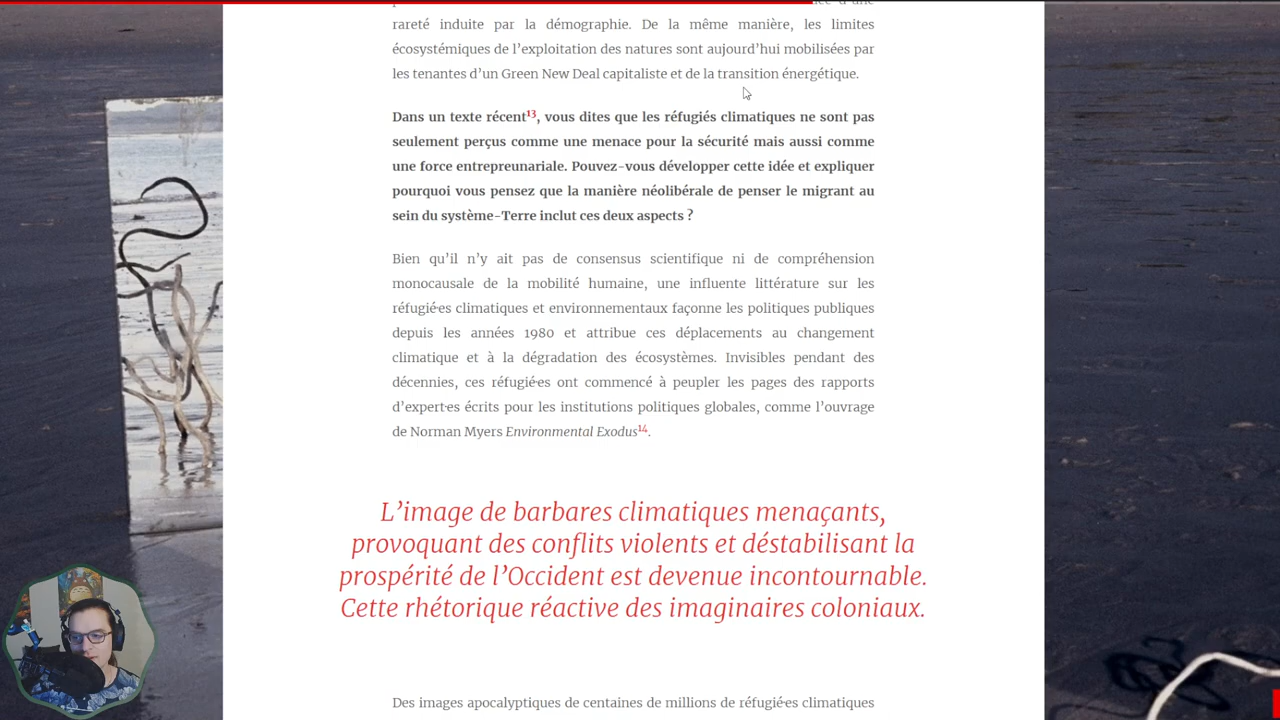 rareté induite par la démographie. De la même manière, les limites
écosystémiques de l’exploitation des natures sont aujourd’hui mobilisées par
les tenantes d’un Green New Deal capitaliste et de la transition énergétique.
Dans un texte récent13, vous dites que les réfugiés climatiques ne sont pas
seulement perçus comme une menace pour la sécurité mais aussi comme
une force entrepreunariale. Pouvez-vous développer cette idée et expliquer
pourquoi vous pensez que la manière néolibérale de penser le migrant au
sein du système-Terre inclut ces deux aspects ?
Bien qu’il n’y ait pas de consensus scientifique ni de compréhension
monocausale de la mobilité humaine, une influente littérature sur les
réfugié·es climatiques et environnementaux façonne les politiques publiques
depuis les années 1980 et attribue ces déplacements au changement
climatique et à la dégradation des écosystèmes. Invisibles pendant des
décennies, ces réfugié·es ont commencé à peupler les pages des rapports
d’expert·es écrits pour les institutions politiques globales, comme l’ouvrage
de Norman Myers Environmental Exodus14.
L’image de barbares climatiques menaçants,
provoquant des conflits violents et déstabilisant la
prospérité de l’Occident est devenue incontournable.
Cette rhétorique réactive des imaginaires coloniaux.
Des images apocalyptiques de centaines de millions de réfugié·es climatiques